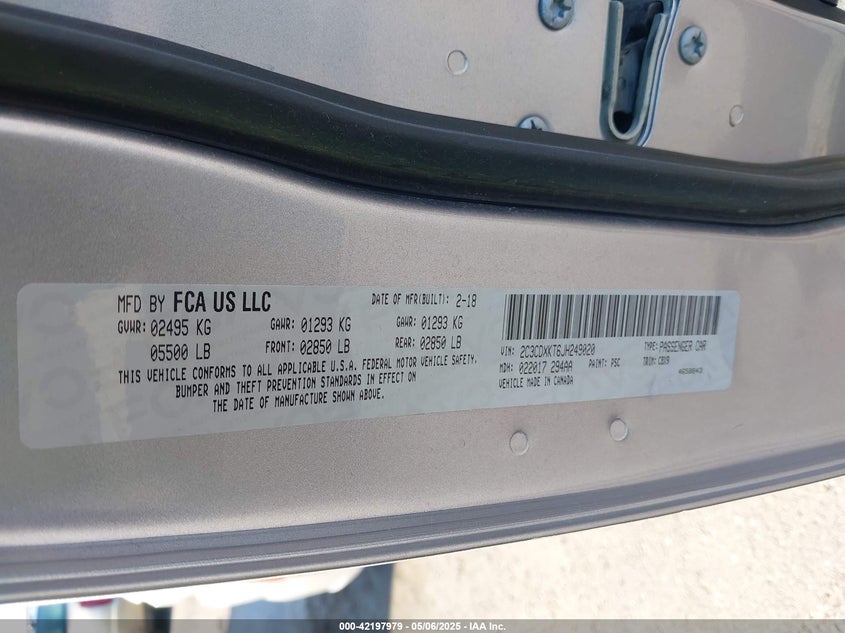 MFD BY FCA US LLC
DATE OF MFR(BUILT): 2-18
GVWR: 02495 KG
GAWR: 01293 KG
GAWR: 01293 KG
05500 LB
FRONT: 02850 LB
REAR: 02850 LB
THIS VEHICLE CONFORMS TO ALL APPLICABLE U.S.A. FEDERAL MOTOR VEHICLE SAFETY,
BUMPER AND THEFT PREVENTION STANDARDS IN EFFECT ON
THE DATE OF MANUFACTURE SHOWN ABOVE.
VIN: 2C3CDXKT6JH249020
TYPE: PASSENGER CAR
MDH: 022017 294AA
PAINT: PSC
TRIM: CBX9
VEHICLE MADE IN CANADA
000-42197979 — 05/06/2025 — IAA Inc.